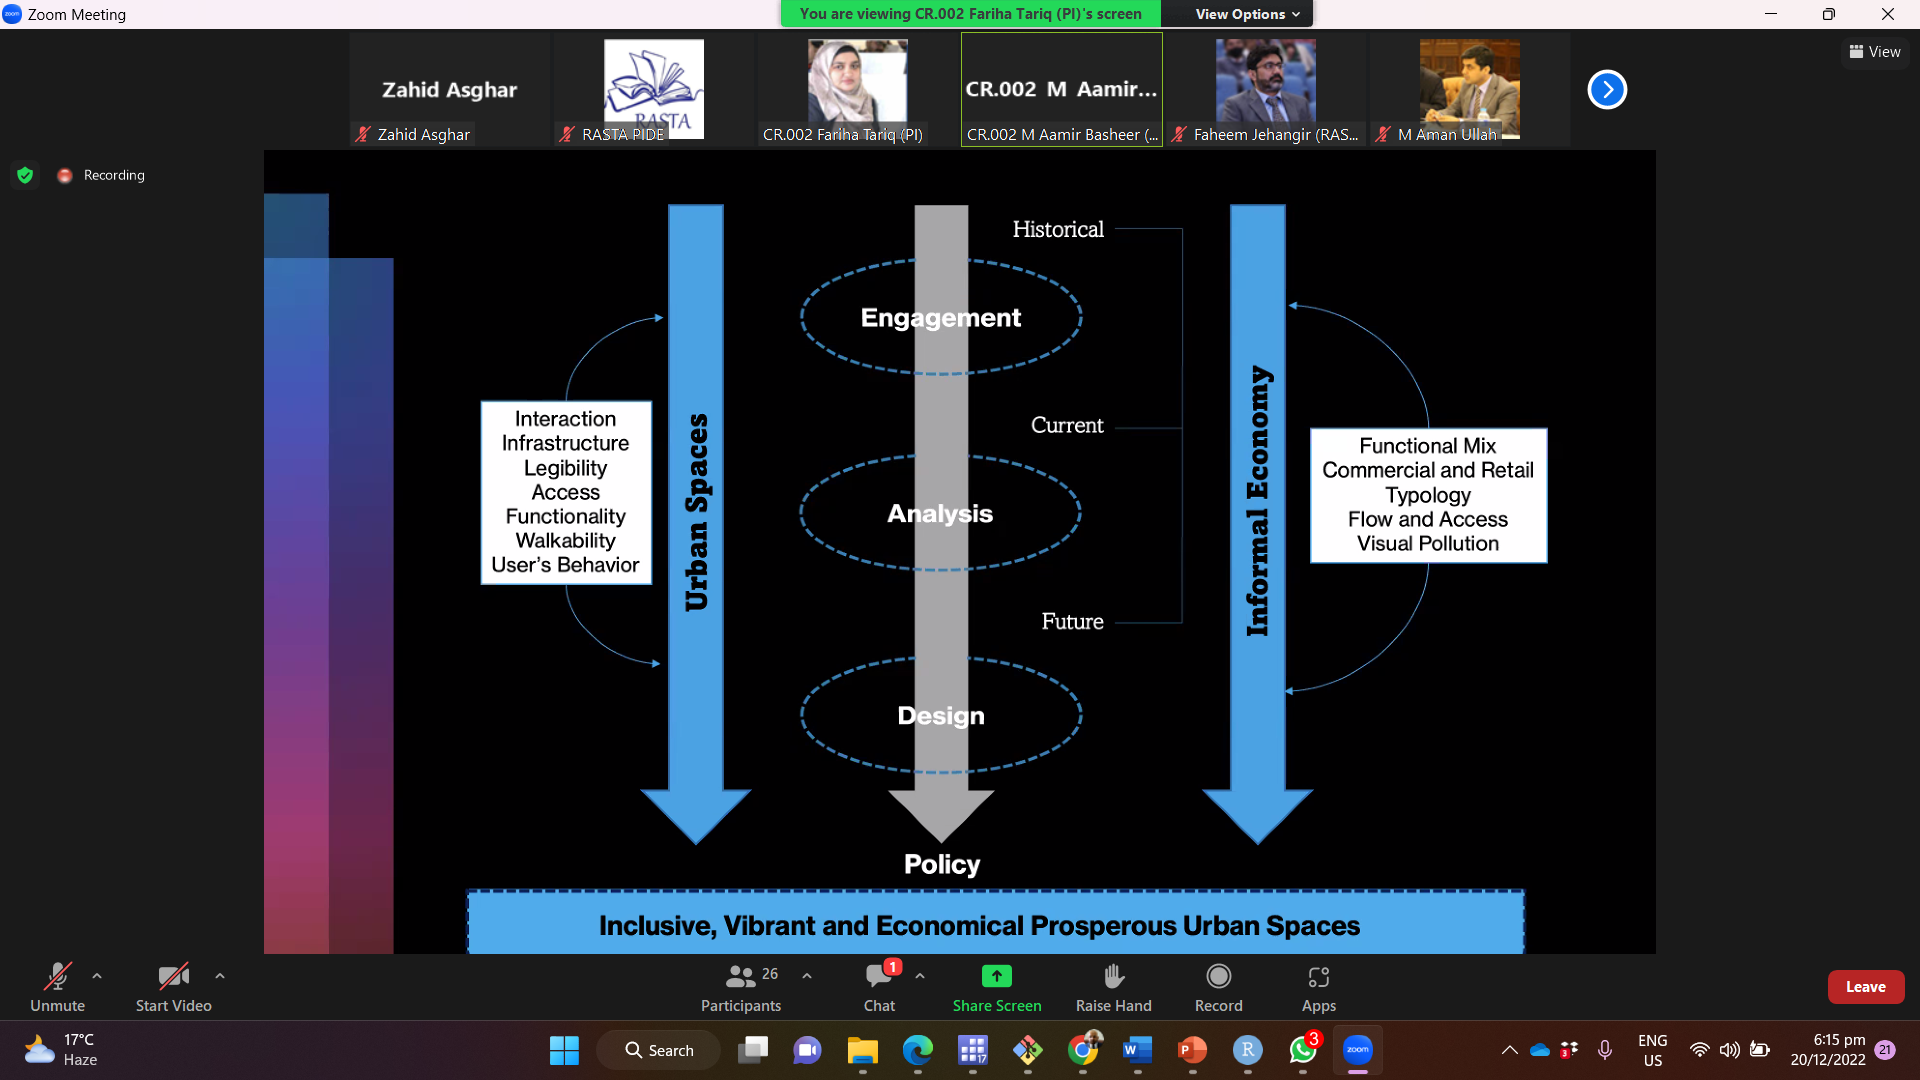 Zoom Meeting
You are viewing CR.002 Fariha Tariq (PI)'s screen
View Options
View
Zahid Asghar
Zahid Asghar
RASTA
RASTA PIDE
CR.002 Fariha Tariq (PI)
CR.002 M Aamir...
CR.002 M Aamir Basheer (...
Faheem Jehangir (RAS...
M Aman Ullah
Recording
Historical
Engagement
Current
Analysis
Future
Design
Interaction
Infrastructure
Legibility
Access
Functionality
Walkability
User's Behavior
Urban Spaces
Informal Economy
Functional Mix
Commercial and Retail
Typology
Flow and Access
Visual Pollution
Policy
Inclusive, Vibrant and Economical Prosperous Urban Spaces
Unmute
Start Video
26
Participants
1
Chat
Share Screen
Raise Hand
Record
Apps
Leave
17°C
Haze
Search
17
W
P
R
3
zoom
3
ENG
US
6:15 pm
20/12/2022
21